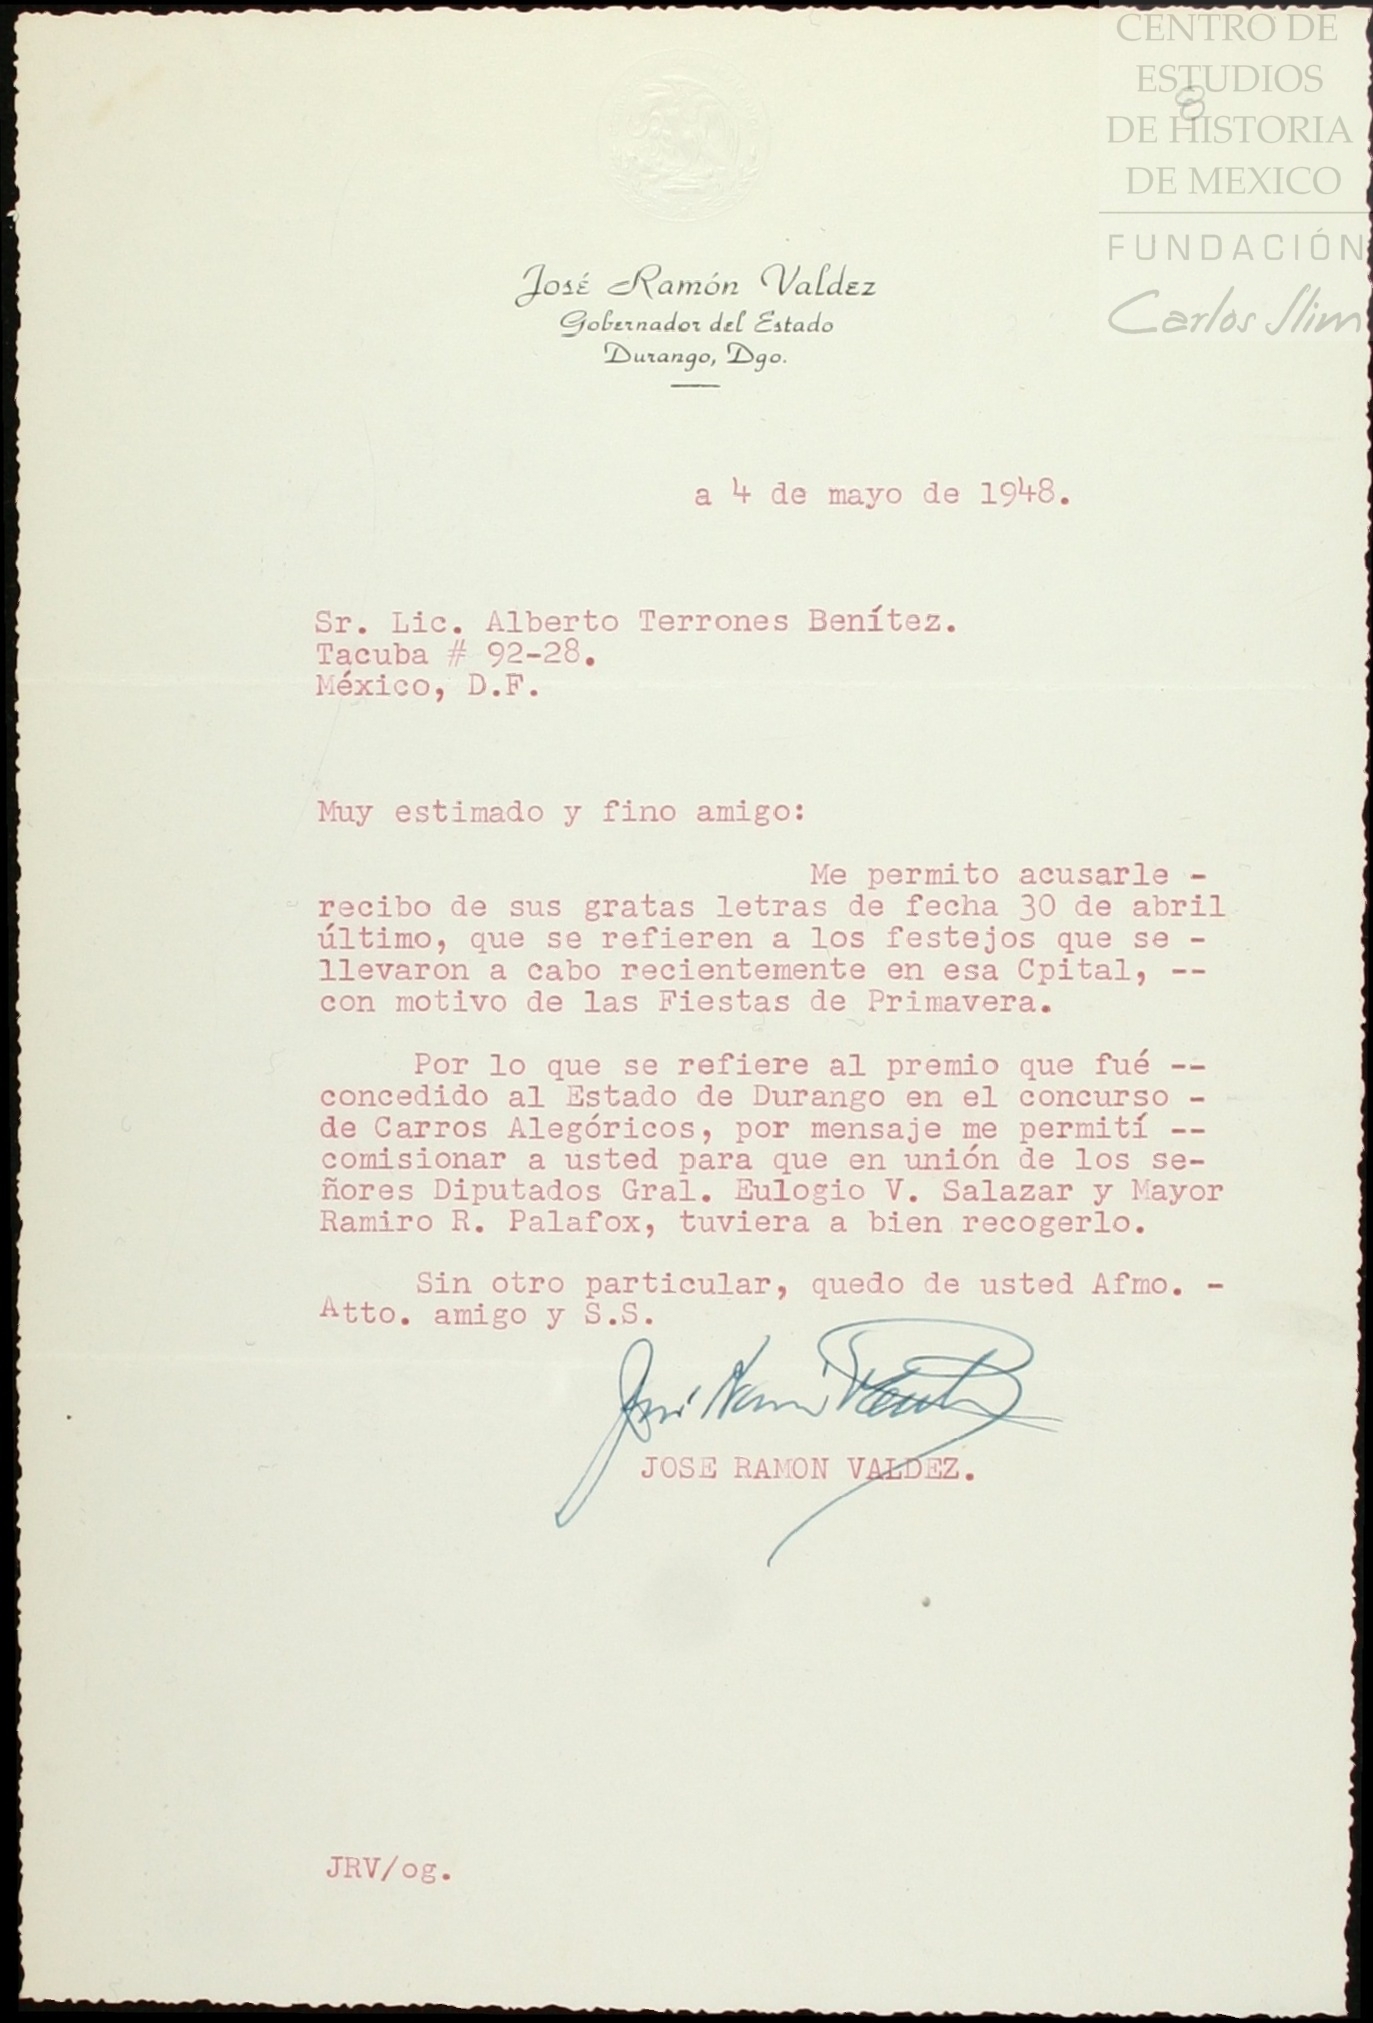 CENTRO DE
ESTUDIOS
8
DE HISTORIA
DE MEXICO
FUNDACIÓN
Carlos Slim
José Ramón Valdez
Gobernador del Estado
Durango, Dgo.
a 4 de mayo de 1948.
Sr. Lic. Alberto Terrones Benítez.
Tacuba # 92-28.
México, D.F.
Muy estimado y fino amigo:
Me permito acusarle -
recibo de sus gratas letras de fecha 30 de abril
último, que se refieren a los festejos que se -
llevaron a cabo recientemente en esa Cpital, --
con motivo de las Fiestas de Primavera.
Por lo que se refiere al premio que fué --
concedido al Estado de Durango en el concurso -
de Carros Alegóricos, por mensaje me permití --
comisionar a usted para que en unión de los se-
ñores Diputados Gral. Eulogio V. Salazar y Mayor
Ramiro R. Palafox, tuviera a bien recogerlo.
Sin otro particular, quedo de usted Afmo. -
Atto. amigo y S.S.
José Ramón Valdez
JOSE RAMON VALDEZ.
JRV/og.